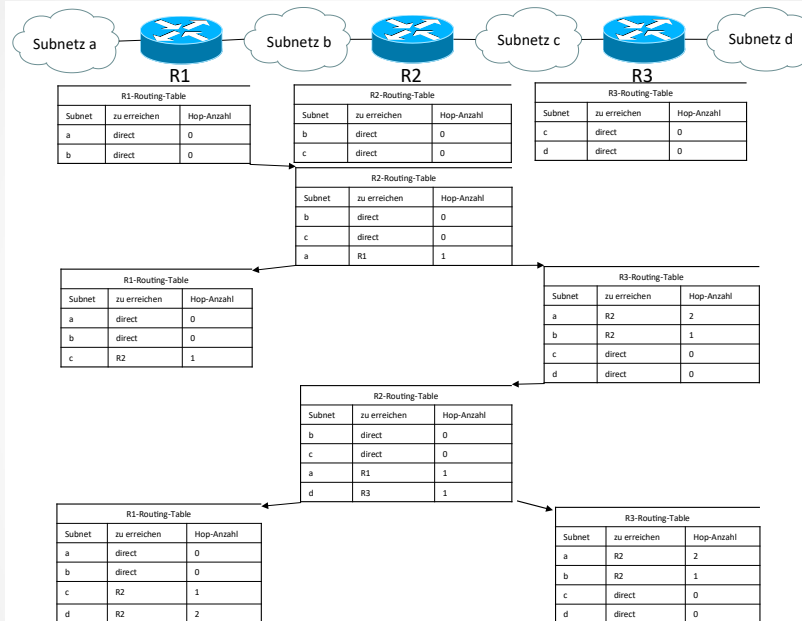 Subnetz a
Subnetz b
Subnetz c
Subnetz d
R1
R2
R3
R1-Routing-Table
Subnet zu erreichen Hop-Anzahl
a direct 0
b direct 0
R2-Routing-Table
Subnet zu erreichen Hop-Anzahl
b direct 0
c direct 0
R3-Routing-Table
Subnet zu erreichen Hop-Anzahl
c direct 0
d direct 0
R2-Routing-Table
Subnet zu erreichen Hop-Anzahl
b direct 0
c direct 0
a R1 1
R1-Routing-Table
Subnet zu erreichen Hop-Anzahl
a direct 0
b direct 0
c R2 1
R3-Routing-Table
Subnet zu erreichen Hop-Anzahl
a R2 2
b R2 1
c direct 0
d direct 0
R2-Routing-Table
Subnet zu erreichen Hop-Anzahl
b direct 0
c direct 0
a R1 1
d R3 1
R1-Routing-Table
Subnet zu erreichen Hop-Anzahl
a direct 0
b direct 0
c R2 1
d R2 2
R3-Routing-Table
Subnet zu erreichen Hop-Anzahl
a R2 2
b R2 1
c direct 0
d direct 0